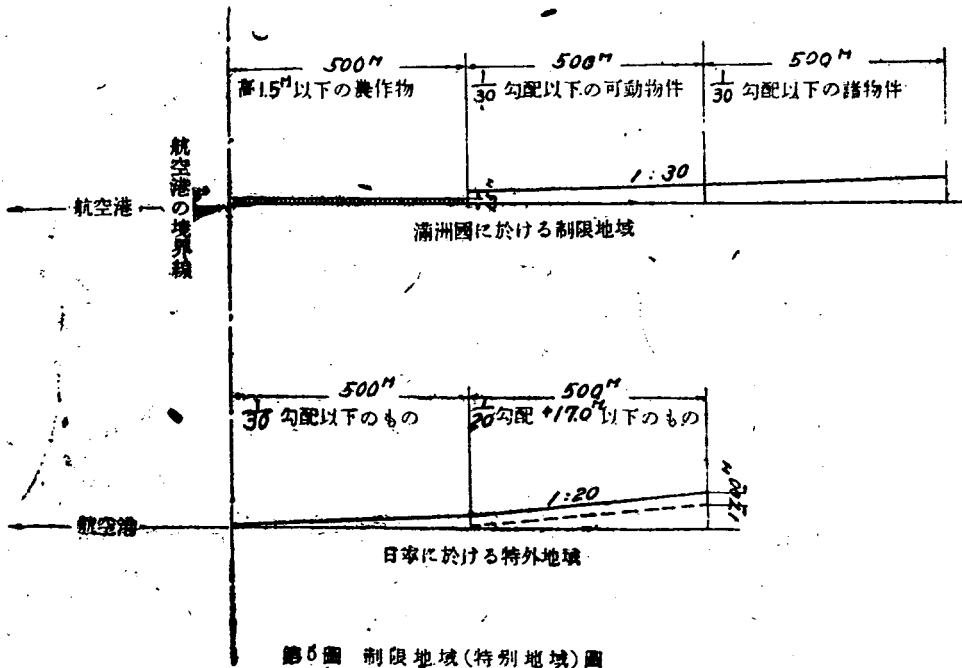 500M 500M 500M
高1.5M以下の農作物 1/30 勾配以下の可動物件 1/30 勾配以下の諸物件
航空港の境界線
1:30
航空港
滿洲國に於ける制限地域
500M 500M
1/30 勾配以下のもの 1/20 勾配+17.0M以下のもの
1:20
17.00M
航空港
日本に於ける特外地域
制限地域(特別地域)圖